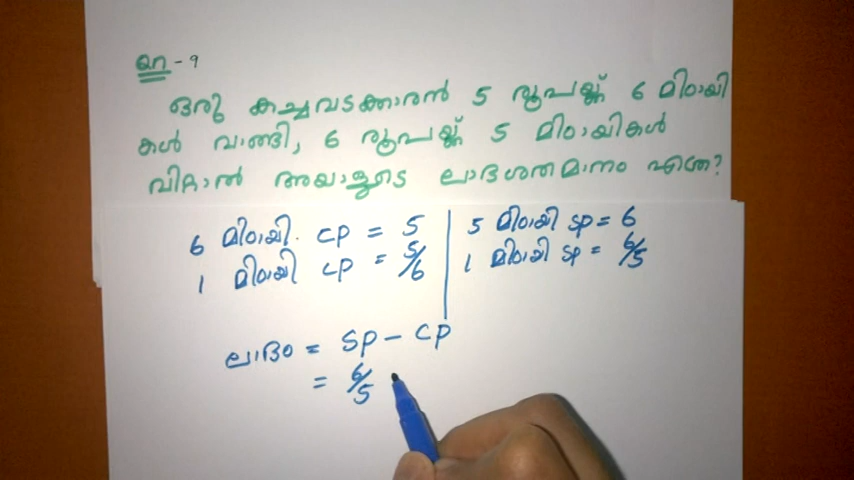 ഉദാ - 9
ഒരു കച്ചവടക്കാരൻ 5 രൂപയ്ക്ക് 6 മിഠായി
കൾ വാങ്ങി, 6 രൂപയ്ക്ക് 5 മിഠായികൾ
വിറ്റാൽ അയാളുടെ ലാഭശതമാനം എത്ര?
6 മിഠായി. CP = 5 | 5 മിഠായി SP = 6
1 മിഠായി CP = 5/6 | 1 മിഠായി SP = 6/5
ലാഭം = SP - CP
= 6/5